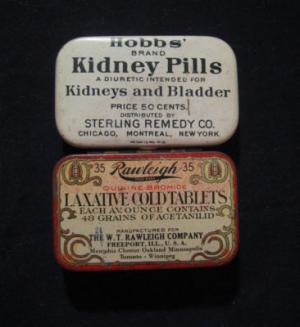 Hobbs'
BRAND
Kidney Pills
A DIURETIC INTENDED FOR
Kidneys and Bladder
PRICE 50 CENTS.
DISTRIBUTED BY
STERLING REMEDY CO.
CHICAGO, MONTREAL, NEW YORK.
35 Rawleigh 35
QUININE-BROMIDE
LAXATIVE COLD TABLETS
EACH AV. OUNCE CONTAINS
48 GRAINS OF ACETANILID
MANUFACTURED FOR
THE W. T. RAWLEIGH COMPANY
FREEPORT, ILL., U. S. A.
Memphis Chester Oakland Minneapolis
Toronto - Winnipeg